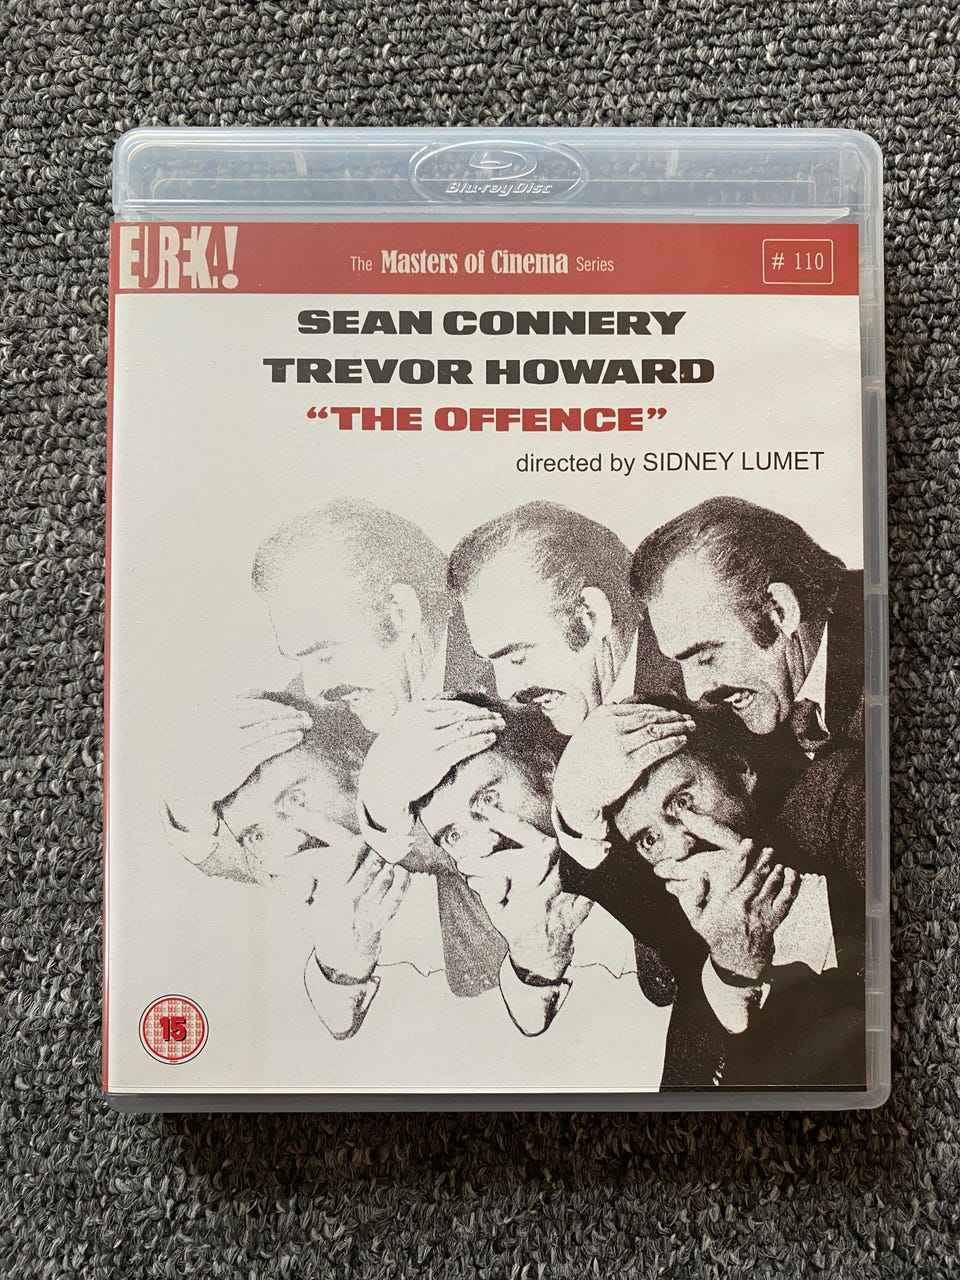 Blu-ray Disc
EUREKA!
The Masters of Cinema Series
# 110
SEAN CONNERY
TREVOR HOWARD
“THE OFFENCE”
directed by SIDNEY LUMET
15